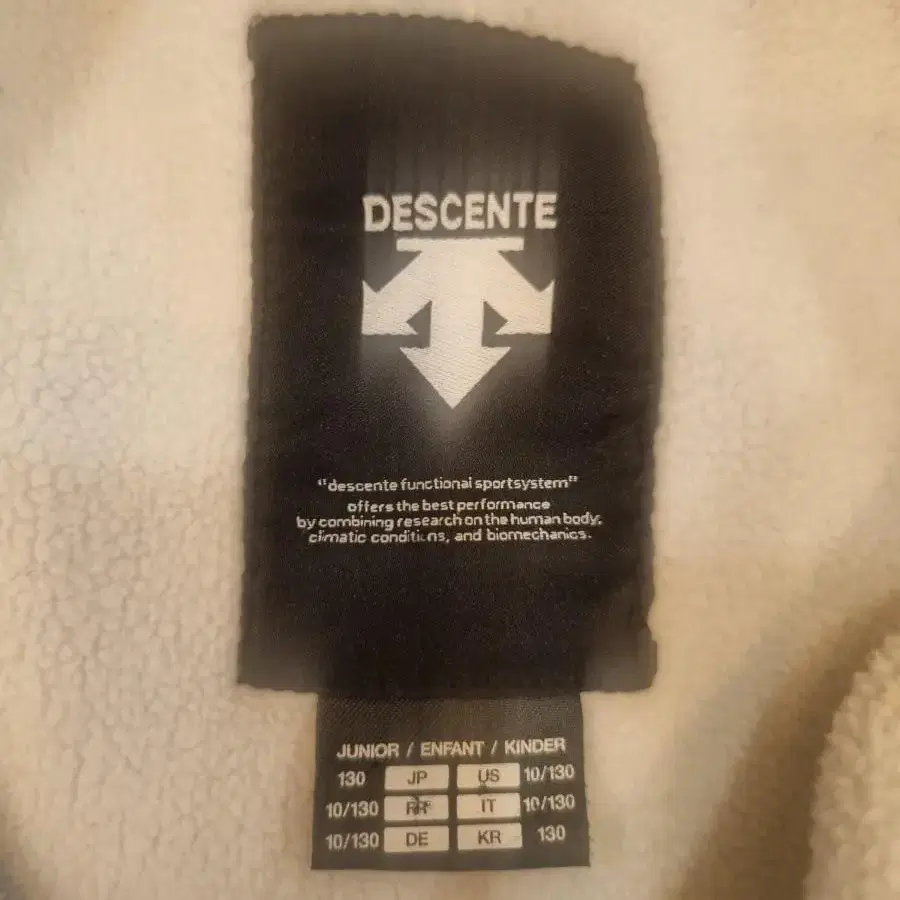 DESCENTE
"descente functional sportsystem"
offers the best performance
by combining research on the human body,
climatic conditions, and biomechanics.
JUNIOR / ENFANT / KINDER
130 JP US 10/130
10/130 FR IT 10/130
10/130 DE KR 130